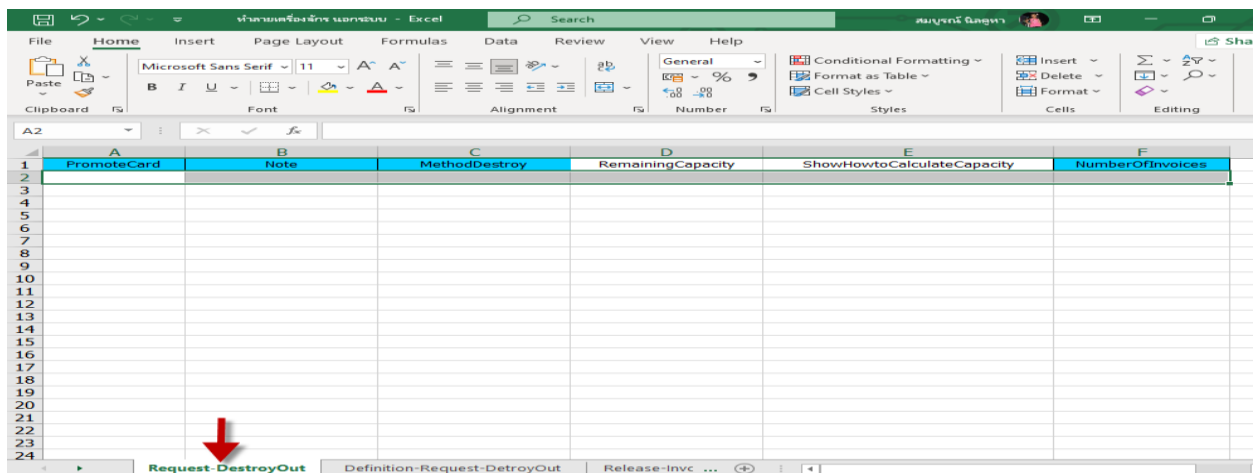 ทำลายเครื่องจักร นอกระบบ - Excel Search สมบูรณ์ นิลคูหา
File Home Insert Page Layout Formulas Data Review View Help Sha
Paste Microsoft Sans Serif 11 A^ A˅ General Conditional Formatting Insert
B I U A % 9 Format as Table Delete
Cell Styles Format
Clipboard Font Alignment Number Styles Cells Editing
A2 fx
A B C D E F
1 PromoteCard Note MethodDestroy RemainingCapacity ShowHowtoCalculateCapacity NumberOfInvoices
2
3
4
5
6
7
8
9
10
11
12
13
14
15
16
17
18
19
20
21
22
23
24
Request-DestroyOut Definition-Request-DetroyOut Release-Invc ...